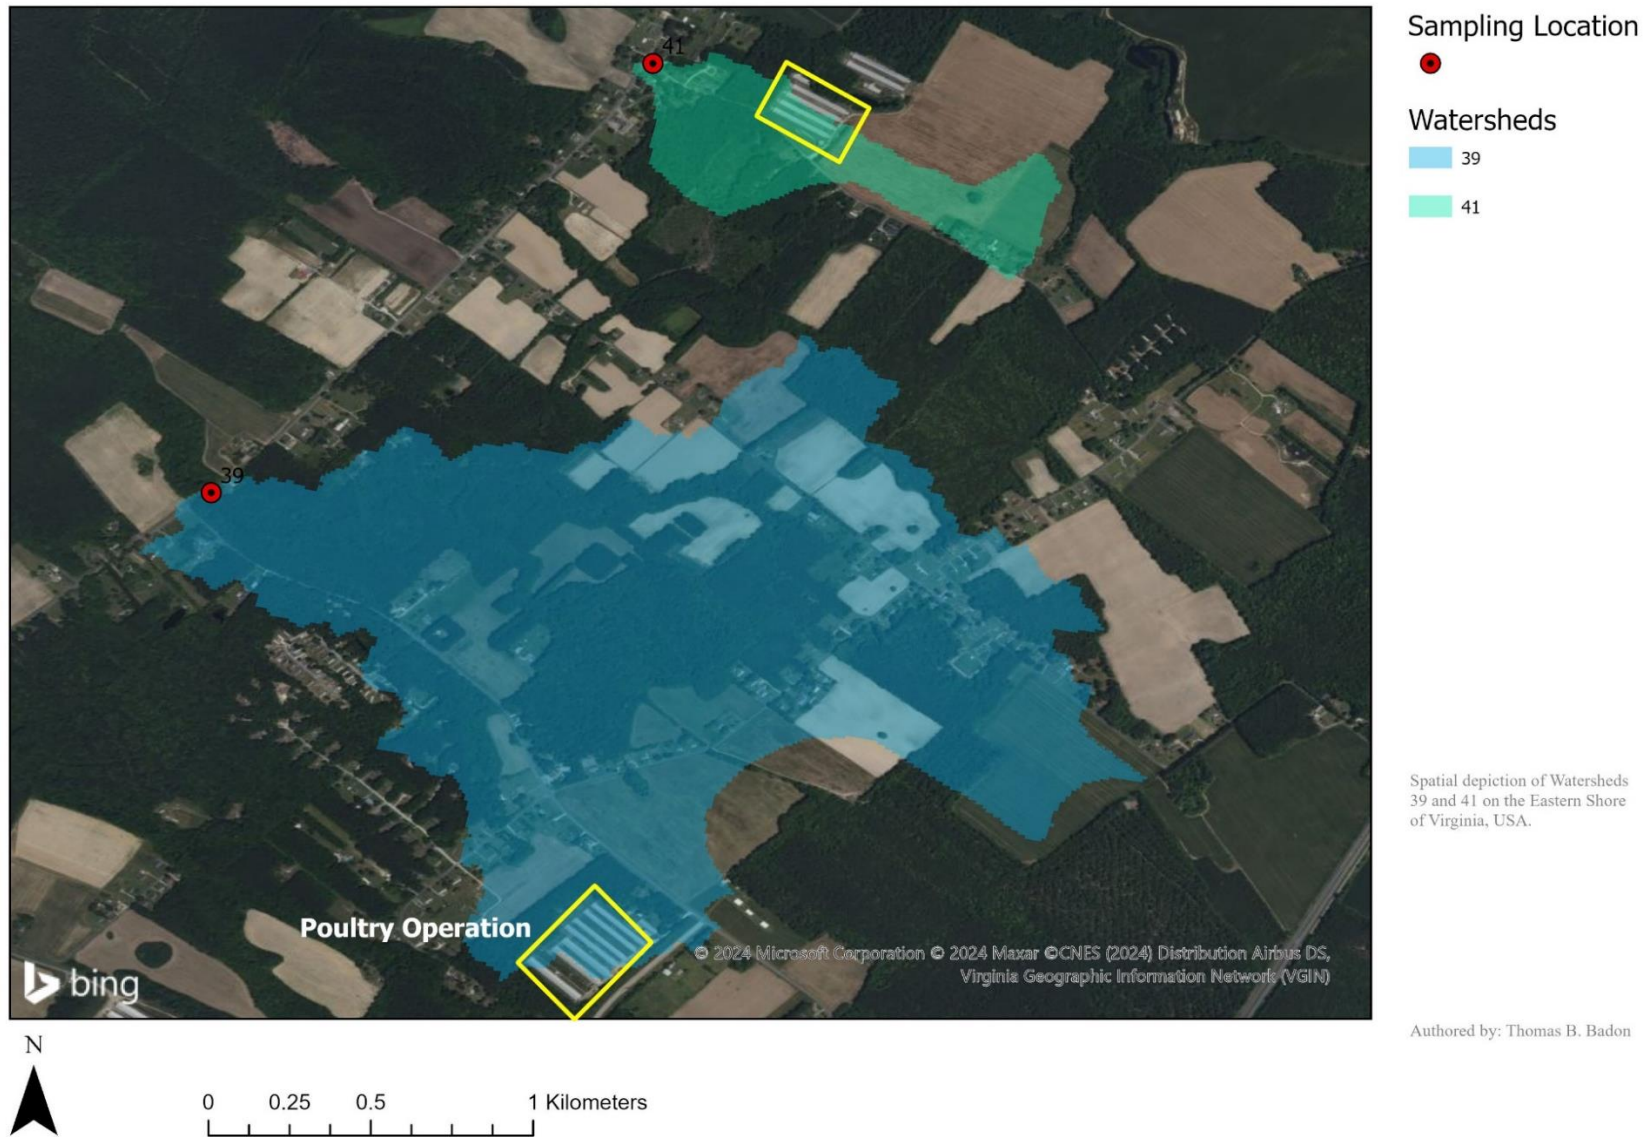 Sampling Location
Watersheds
39
41
41
39
Poultry Operation
© 2024 Microsoft Corporation © 2024 Maxar ©CNES (2024) Distribution Airbus DS,
Virginia Geographic Information Network (VGIN)
bing
Spatial depiction of Watersheds
39 and 41 on the Eastern Shore
of Virginia, USA.
Authored by: Thomas B. Badon
N
0 0.25 0.5 1 Kilometers